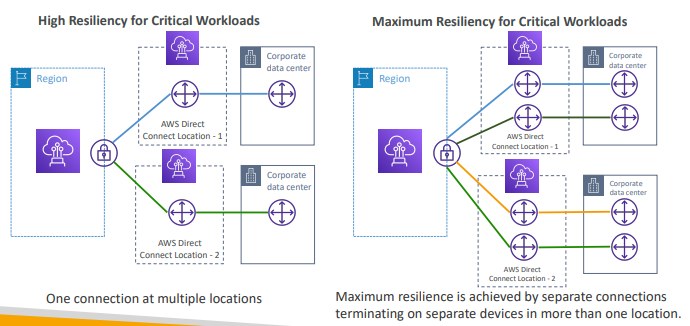 High Resiliency for Critical Workloads
Region
AWS Direct
Connect Location - 1
Corporate
data center
AWS Direct
Connect Location - 2
Corporate
data center
One connection at multiple locations
Maximum Resiliency for Critical Workloads
Region
AWS Direct
Connect Location - 1
Corporate
data center
AWS Direct
Connect Location - 2
Corporate
data center
Maximum resilience is achieved by separate connections
terminating on separate devices in more than one location.